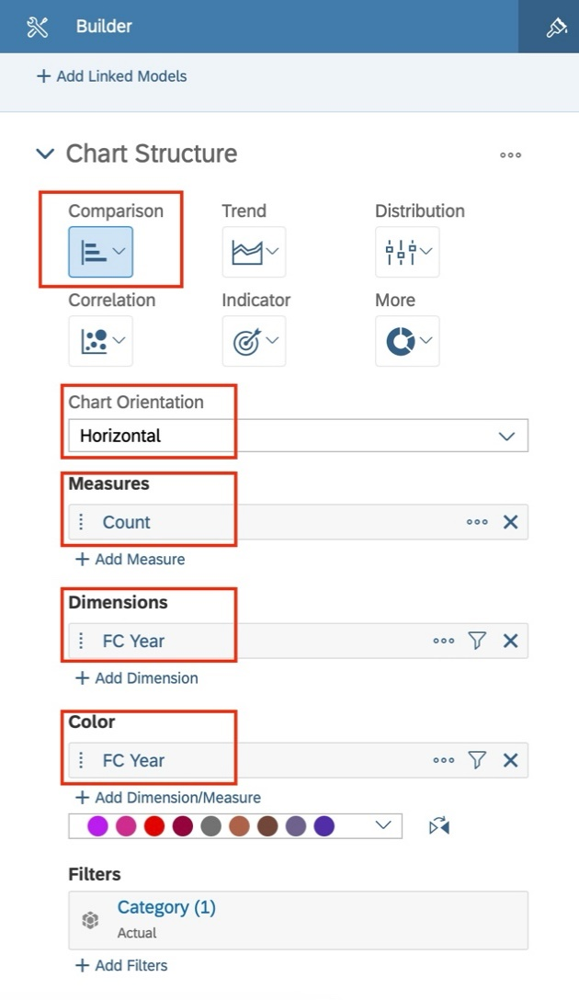 Builder
+ Add Linked Models
Chart Structure
Comparison Trend Distribution
Correlation Indicator More
Chart Orientation
Horizontal
Measures
Count
+ Add Measure
Dimensions
FC Year
+ Add Dimension
Color
FC Year
+ Add Dimension/Measure
Filters
Category (1)
Actual
+ Add Filters